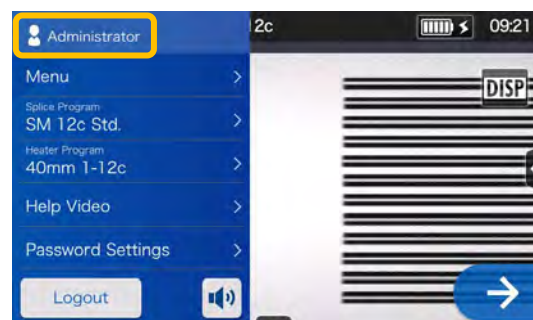 Administrator
2c
09:21
Menu
DISP
Splice Program
SM 12c Std.
Heater Program
40mm 1-12c
Help Video
Password Settings
Logout